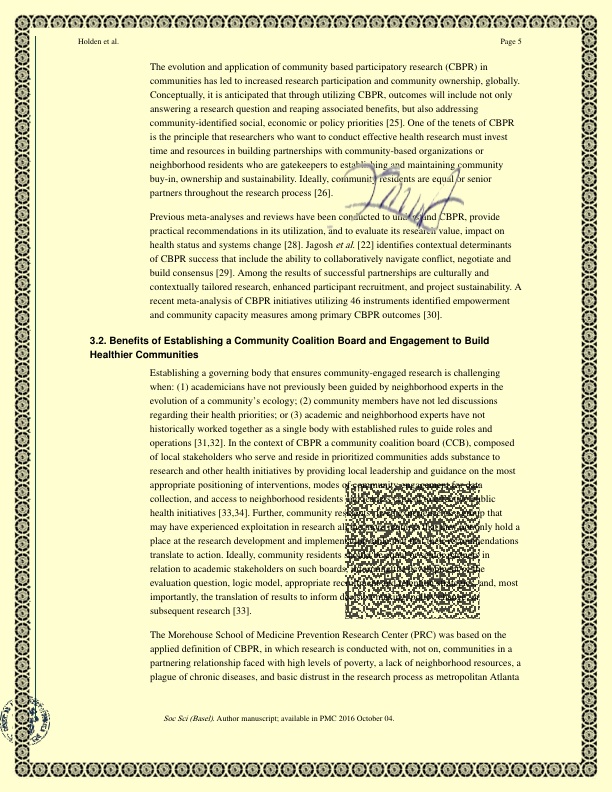 Holden et al.
Page 5
The evolution and application of community based participatory research (CBPR) in
communities has led to increased research participation and community ownership, globally.
Conceptually, it is anticipated that through utilizing CBPR, outcomes will include not only
answering a research question and reaping associated benefits, but also addressing
community-identified social, economic or policy priorities [25]. One of the tenets of CBPR
is the principle that researchers who want to conduct effective health research must invest
time and resources in building partnerships with community-based organizations or
neighborhood residents who are gatekeepers to establishing and maintaining community
buy-in, ownership and sustainability. Ideally, community residents are equal or senior
partners throughout the research process [26].
Previous meta-analyses and reviews have been conducted to understand CBPR, provide
practical recommendations in its utilization, and to evaluate its research value, impact on
health status and systems change [28]. Jagosh et al. [22] identifies contextual determinants
of CBPR success that include the ability to collaboratively navigate conflict, negotiate and
build consensus [29]. Among the results of successful partnerships are culturally and
contextually tailored research, enhanced participant recruitment, and project sustainability. A
recent meta-analysis of CBPR initiatives utilizing 46 instruments identified empowerment
and community capacity measures among primary CBPR outcomes [30].
3.2. Benefits of Establishing a Community Coalition Board and Engagement to Build
Healthier Communities
Establishing a governing body that ensures community-engaged research is challenging
when: (1) academicians have not previously been guided by neighborhood experts in the
evolution of a community's ecology; (2) community members have not led discussions
regarding their health priorities; or (3) academic and neighborhood experts have not
historically worked together as a single body with established rules to guide roles and
operations [31,32]. In the context of CBPR a community coalition board (CCB), composed
of local stakeholders who serve and reside in prioritized communities adds substance to
research and other health initiatives by providing local leadership and guidance on the most
appropriate positioning of interventions, modes of community engagement for data
collection, and access to neighborhood residents public
health initiatives [33,34]. Further, community that
may have experienced exploitation in research only hold a
place at the research development and
translate to action. Ideally, community residents in
relation to academic stakeholders on such boards, the
evaluation question, logic model, appropriate and, most
importantly, the translation of results to inform
subsequent research [33].
The Morehouse School of Medicine Prevention Research Center (PRC) was based on the
applied definition of CBPR, in which research is conducted with, not on, communities in a
partnering relationship faced with high levels of poverty, a lack of neighborhood resources, a
plague of chronic diseases, and basic distrust in the research process as metropolitan Atlanta
Soc Sci (Basel). Author manuscript; available in PMC 2016 October 04.